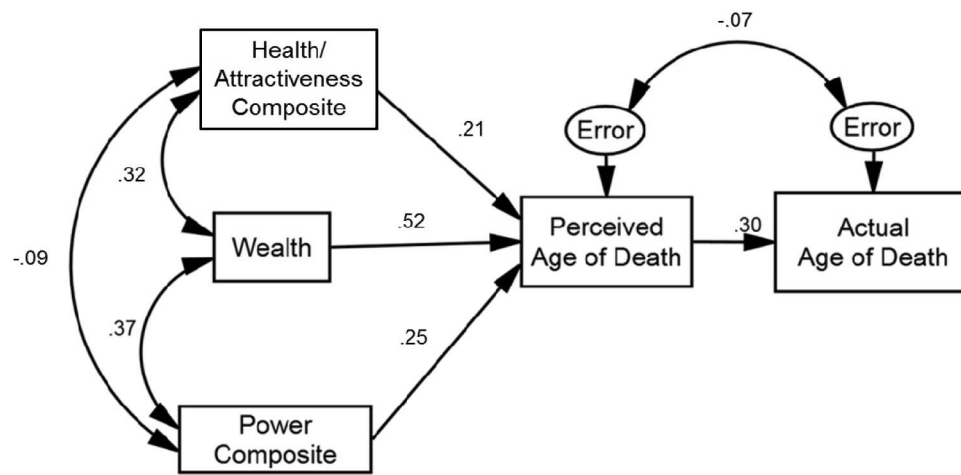 -.07
Health/
Attractiveness
Composite
Error
Error
.21
.32
Wealth
.52
Perceived
Age of Death
.30
Actual
Age of Death
-.09
.37
.25
Power
Composite